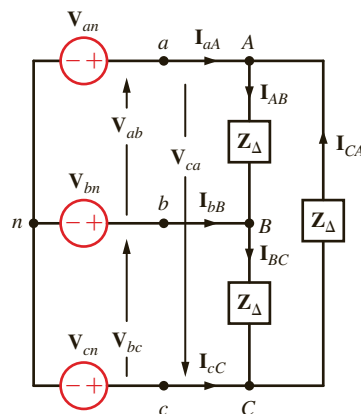 V_an
a I_aA A
− +
I_AB
V_ab
Z_Δ
V_ca
I_CA
V_bn
n b I_bB B
− +
Z_Δ
I_BC
V_cn V_bc
Z_Δ
I_cC
− +
c C